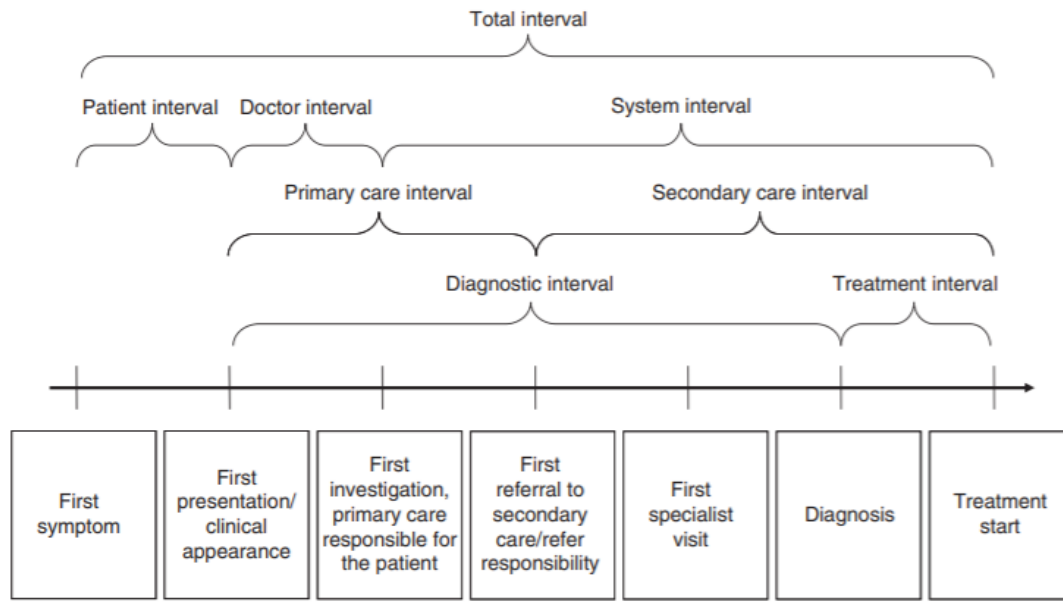 Total interval
Patient interval
Doctor interval
System interval
Primary care interval
Secondary care interval
Diagnostic interval
Treatment interval
First
symptom
First
presentation/
clinical
appearance
First
investigation,
primary care
responsible for
the patient
First
referral to
secondary
care/refer
responsibility
First
specialist
visit
Diagnosis
Treatment
start